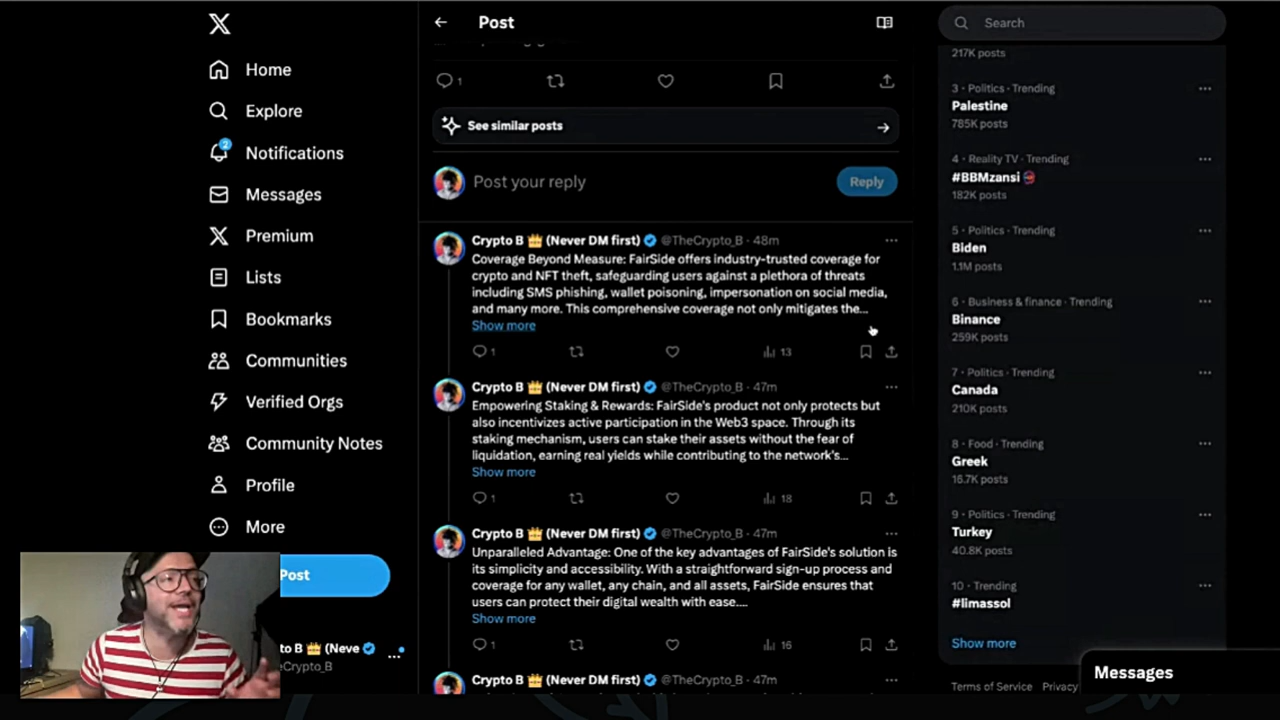 Post
Search
217K posts
Home
Explore
2
Notifications
Messages
Premium
Lists
Bookmarks
Communities
Verified Orgs
Community Notes
Profile
More
Post
to B 👑 (Neve
Crypto_B
1
See similar posts
Post your reply
Reply
Crypto B 👑 (Never DM first) @TheCrypto_B · 48m
Coverage Beyond Measure: FairSide offers industry-trusted coverage for
crypto and NFT theft, safeguarding users against a plethora of threats
including SMS phishing, wallet poisoning, impersonation on social media,
and many more. This comprehensive coverage not only mitigates the...
Show more
1
13
Crypto B 👑 (Never DM first) @TheCrypto_B · 47m
Empowering Staking & Rewards: FairSide's product not only protects but
also incentivizes active participation in the Web3 space. Through its
staking mechanism, users can stake their assets without the fear of
liquidation, earning real yields while contributing to the network's...
Show more
1
18
Crypto B 👑 (Never DM first) @TheCrypto_B · 47m
Unparalleled Advantage: One of the key advantages of FairSide's solution is
its simplicity and accessibility. With a straightforward sign-up process and
coverage for any wallet, any chain, and all assets, FairSide ensures that
users can protect their digital wealth with ease....
Show more
1
16
Crypto B 👑 (Never DM first) @TheCrypto_B · 47m
3 · Politics · Trending
Palestine
785K posts
4 · Reality TV · Trending
#BBMzansi
182K posts
5 · Politics · Trending
Biden
1.1M posts
6 · Business & finance · Trending
Binance
259K posts
7 · Politics · Trending
Canada
210K posts
8 · Food · Trending
Greek
16.7K posts
9 · Politics · Trending
Turkey
40.8K posts
10 · Trending
#limassol
Show more
Messages
Terms of Service Privacy